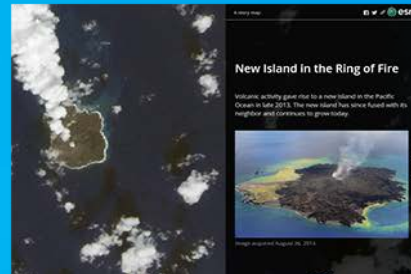 A story map
esri
New Island in the Ring of Fire
Volcanic activity gave rise to a new island in the Pacific
Ocean in late 2013. The new island has since fused with its
neighbor and continues to grow today.
Image acquired August 26, 2014.